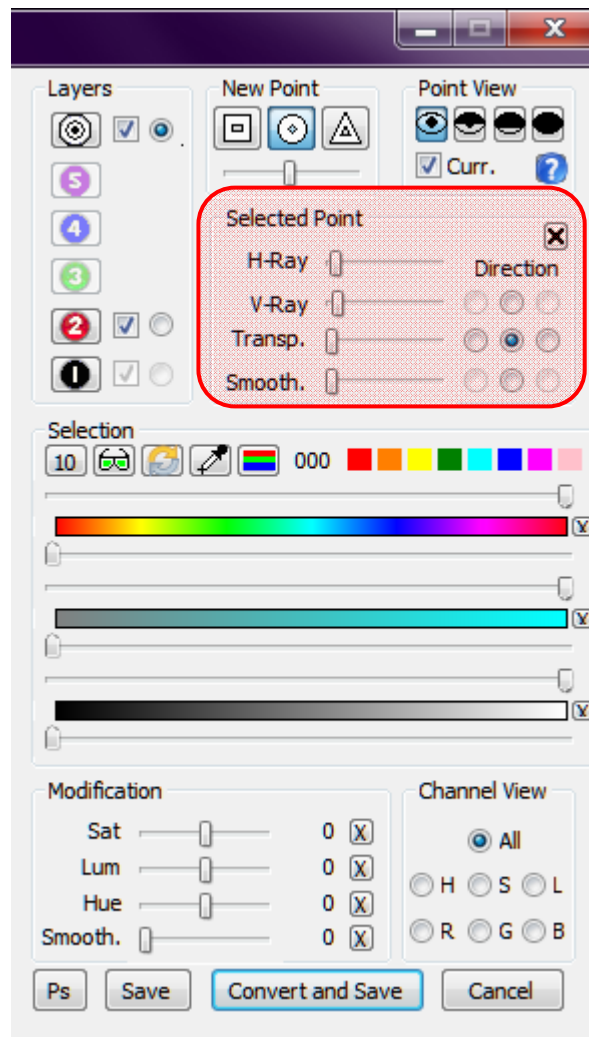 Layers
New Point
Point View
Curr.
?
5
4
3
2
1
Selected Point
X
H-Ray
Direction
V-Ray
Transp.
Smooth.
Selection
10
000
X
X
X
Modification
Sat 0 X
Lum 0 X
Hue 0 X
Smooth. 0 X
Channel View
All
H S L
R G B
Ps Save Convert and Save Cancel